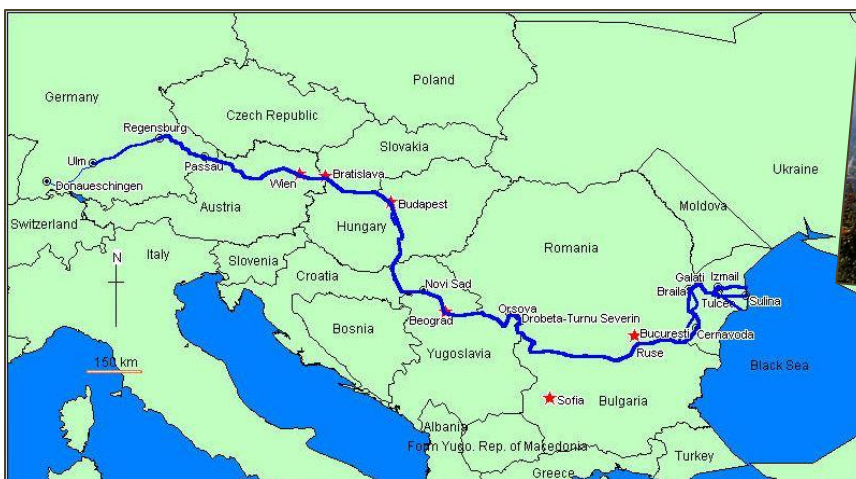 Poland
Germany
Czech Republic
Regensburg
Slovakia
Ulm
Passau
Bratislava
Ukraine
Wien
Donaueschingen
Budapest
Austria
Moldova
Switzerland
Hungary
Romania
Italy
N
Slovenia
Croatia
Galati
Izmail
Novi Sad
Braila
Tulcea
Sulina
Orsova
Beograd
Drobeta-Turnu Severin
Bosnia
Bucuresti
Cernavoda
Yugoslavia
Ruse
150 km
Black Sea
Sofia
Bulgaria
Albania
Form Yugo. Rep. of Macedonia
Turkey
Greece